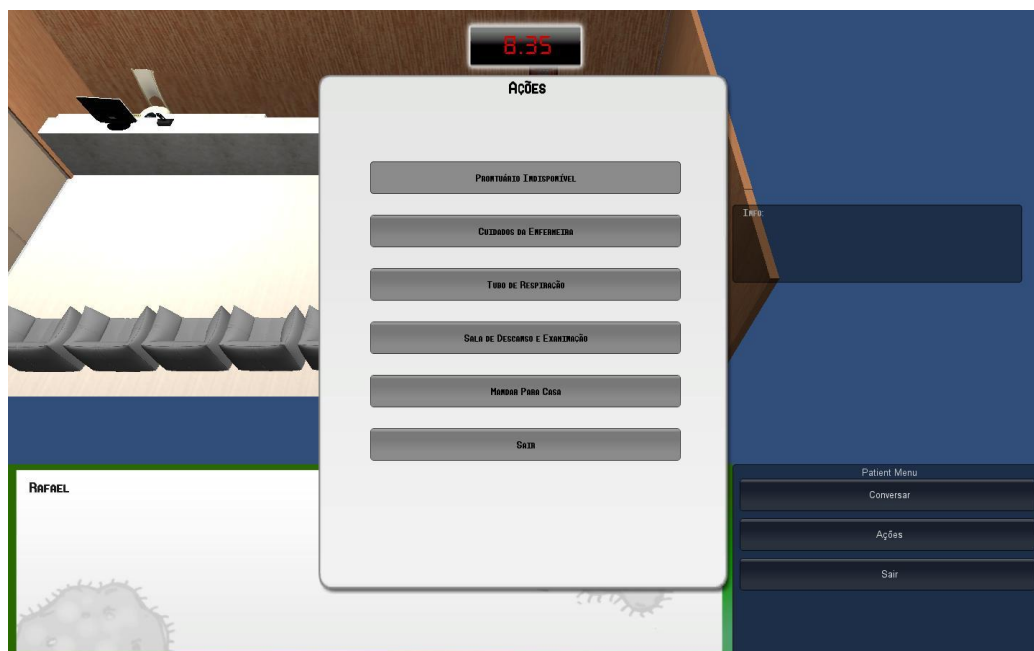 8:35
Ações
Prontuário Indisponível
Cuidados da Enfermeira
Tubo de Respiração
Sala de Descanso e Examinação
Mandar Para Casa
Sair
Info:
Rafael
Patient Menu
Conversar
Ações
Sair